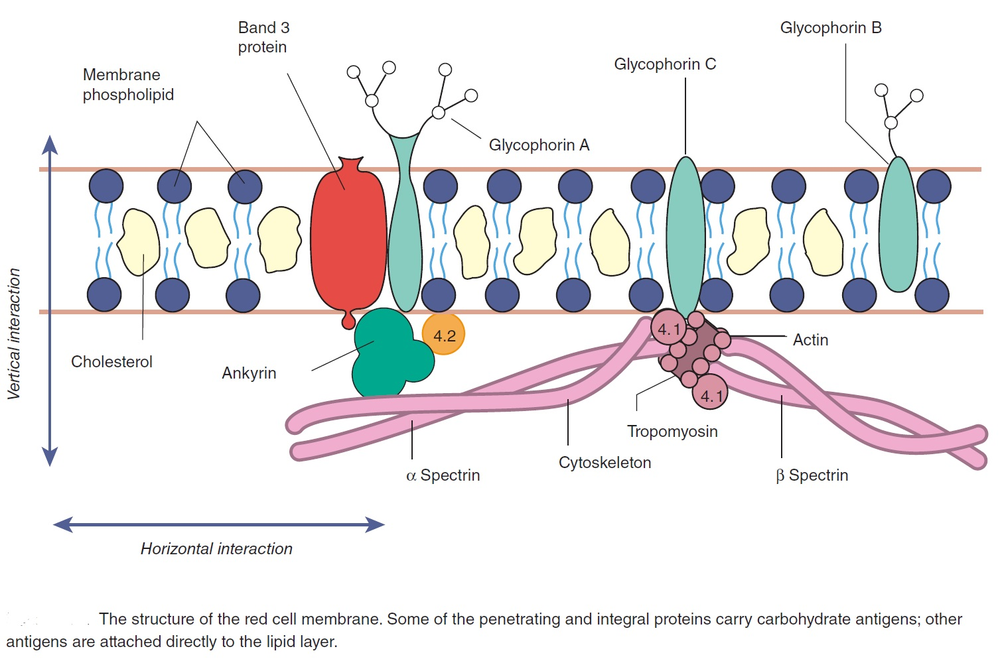 Band 3
protein
Glycophorin B
Glycophorin C
Membrane
phospholipid
Glycophorin A
Vertical interaction
4.1
4.2
Actin
Cholesterol
Ankyrin
4.1
Tropomyosin
Cytoskeleton
α Spectrin
β Spectrin
Horizontal interaction
The structure of the red cell membrane. Some of the penetrating and integral proteins carry carbohydrate antigens; other
antigens are attached directly to the lipid layer.